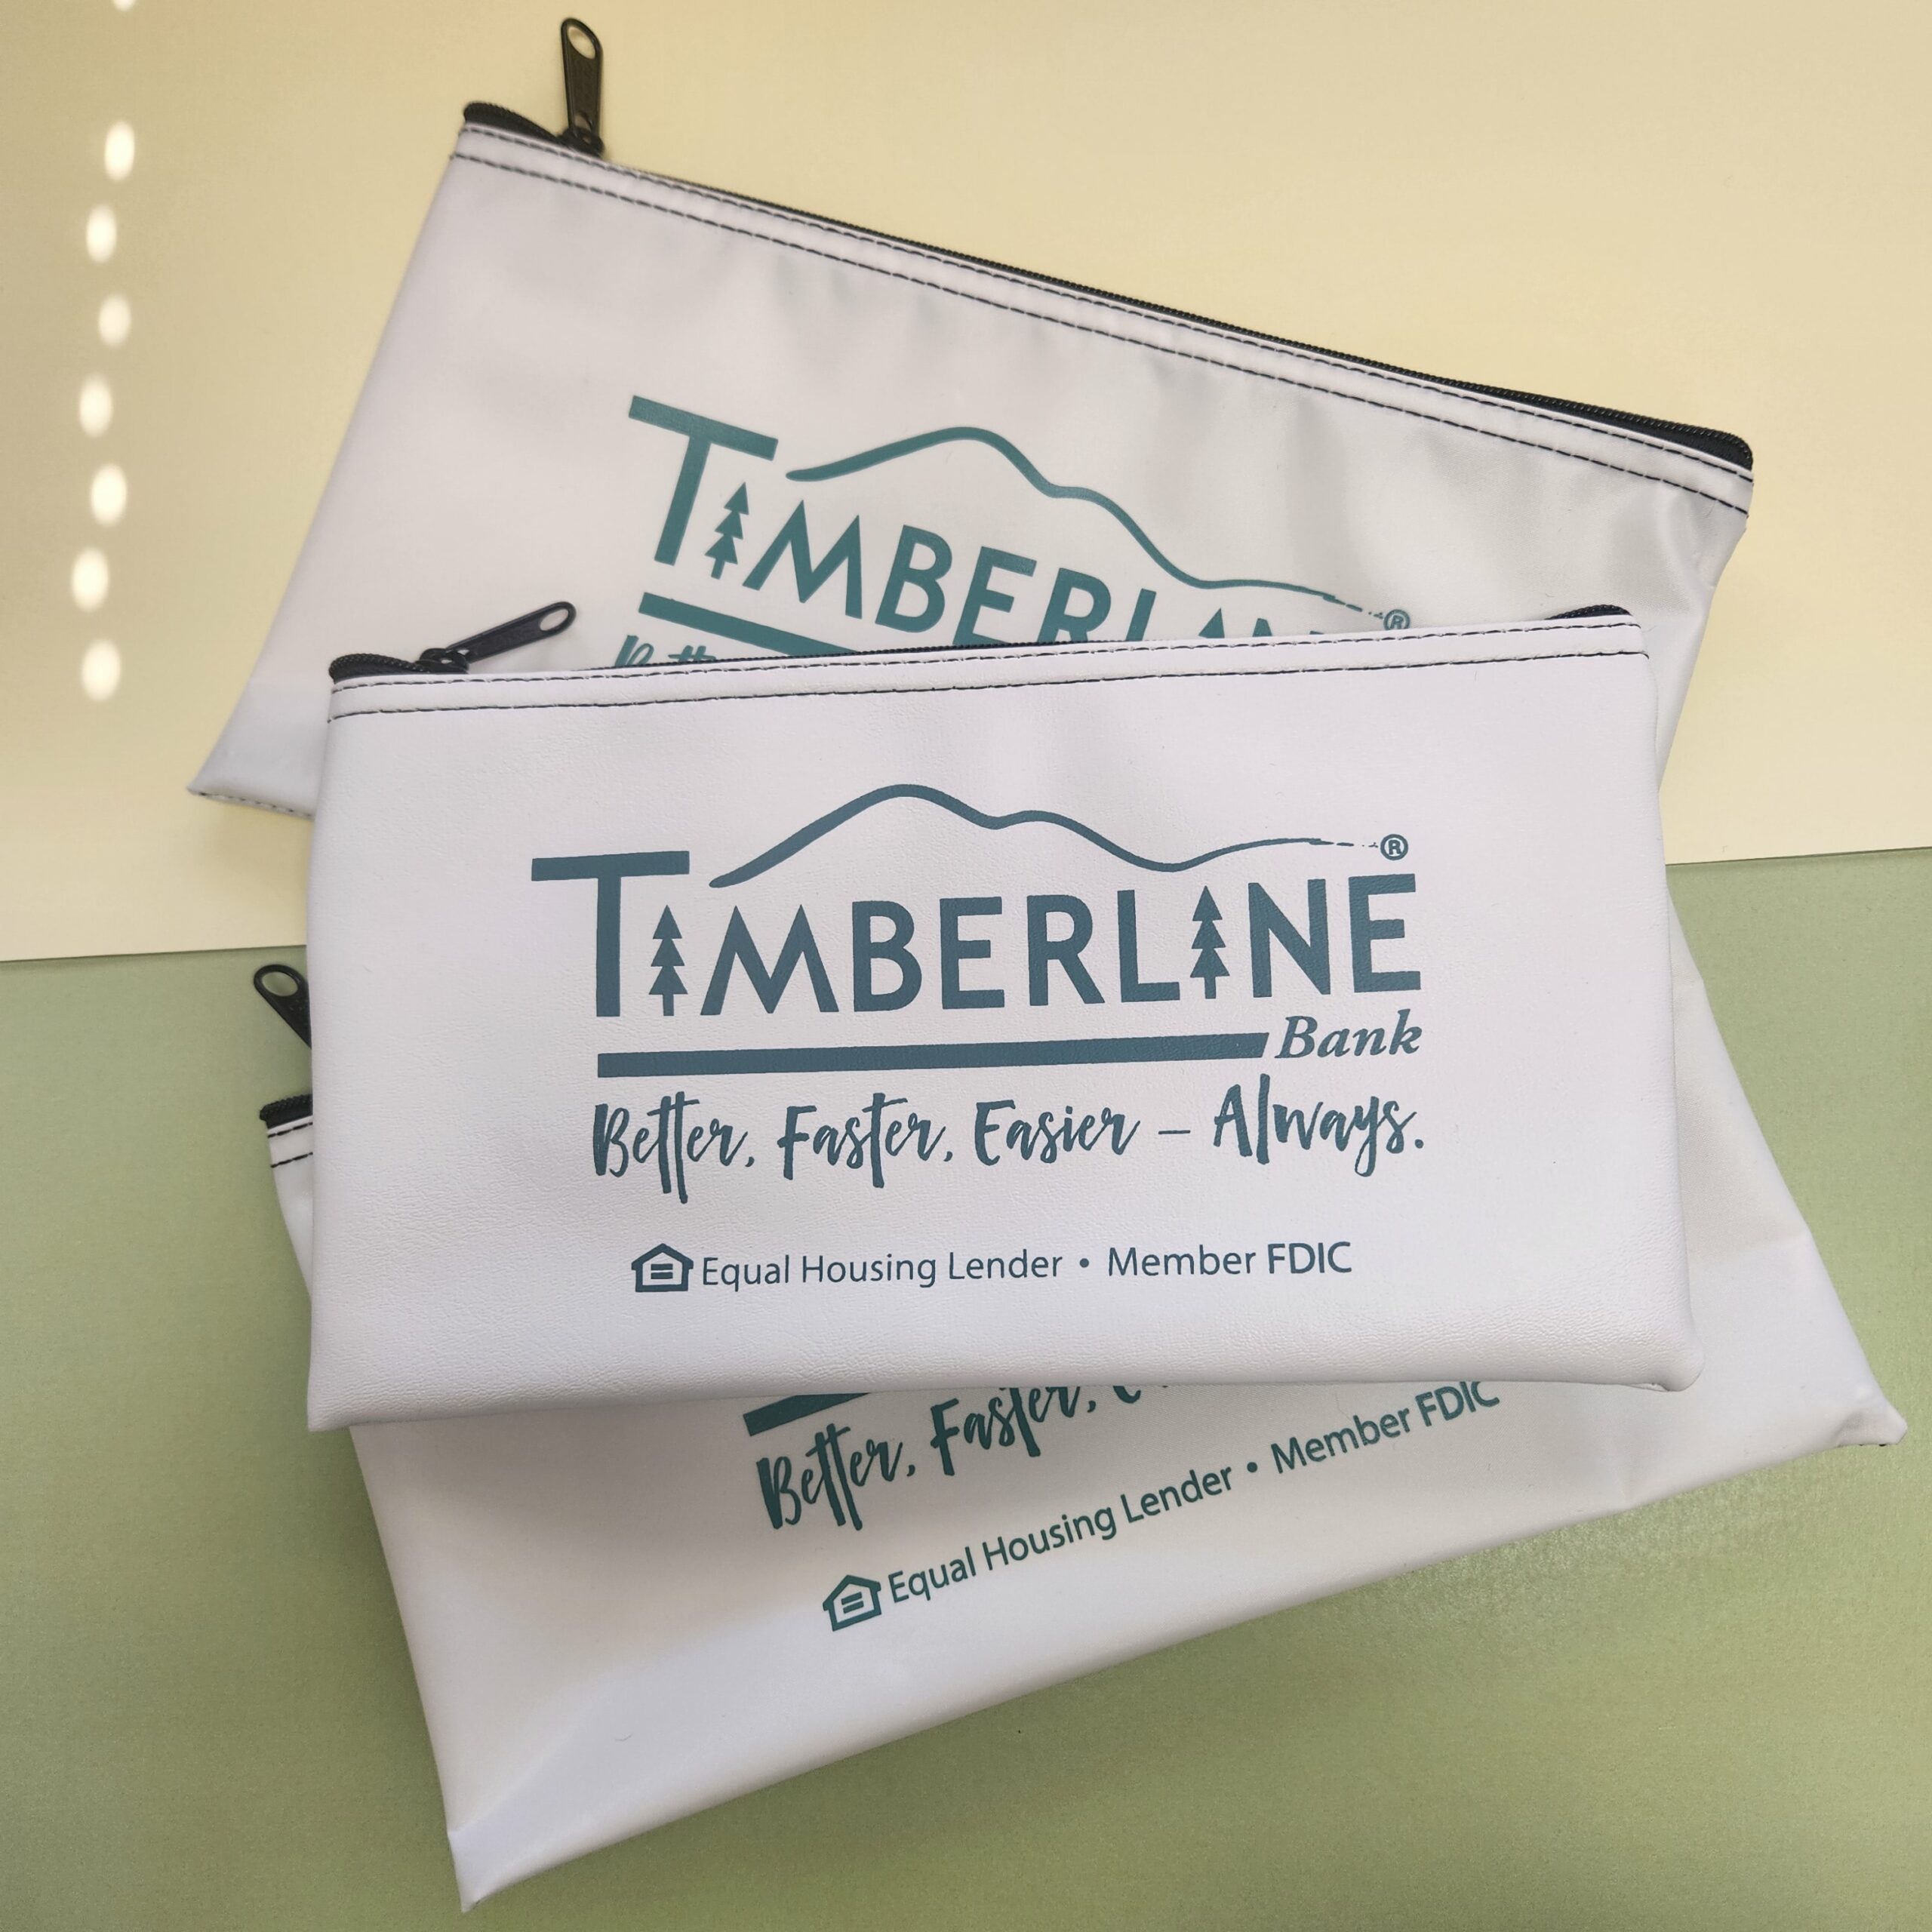 TIMBERLINE
®
TIMBERLINE
Bank
Better, Faster, Easier – Always.
Equal Housing Lender • Member FDIC
Better, Faster,
Equal Housing Lender • Member FDIC